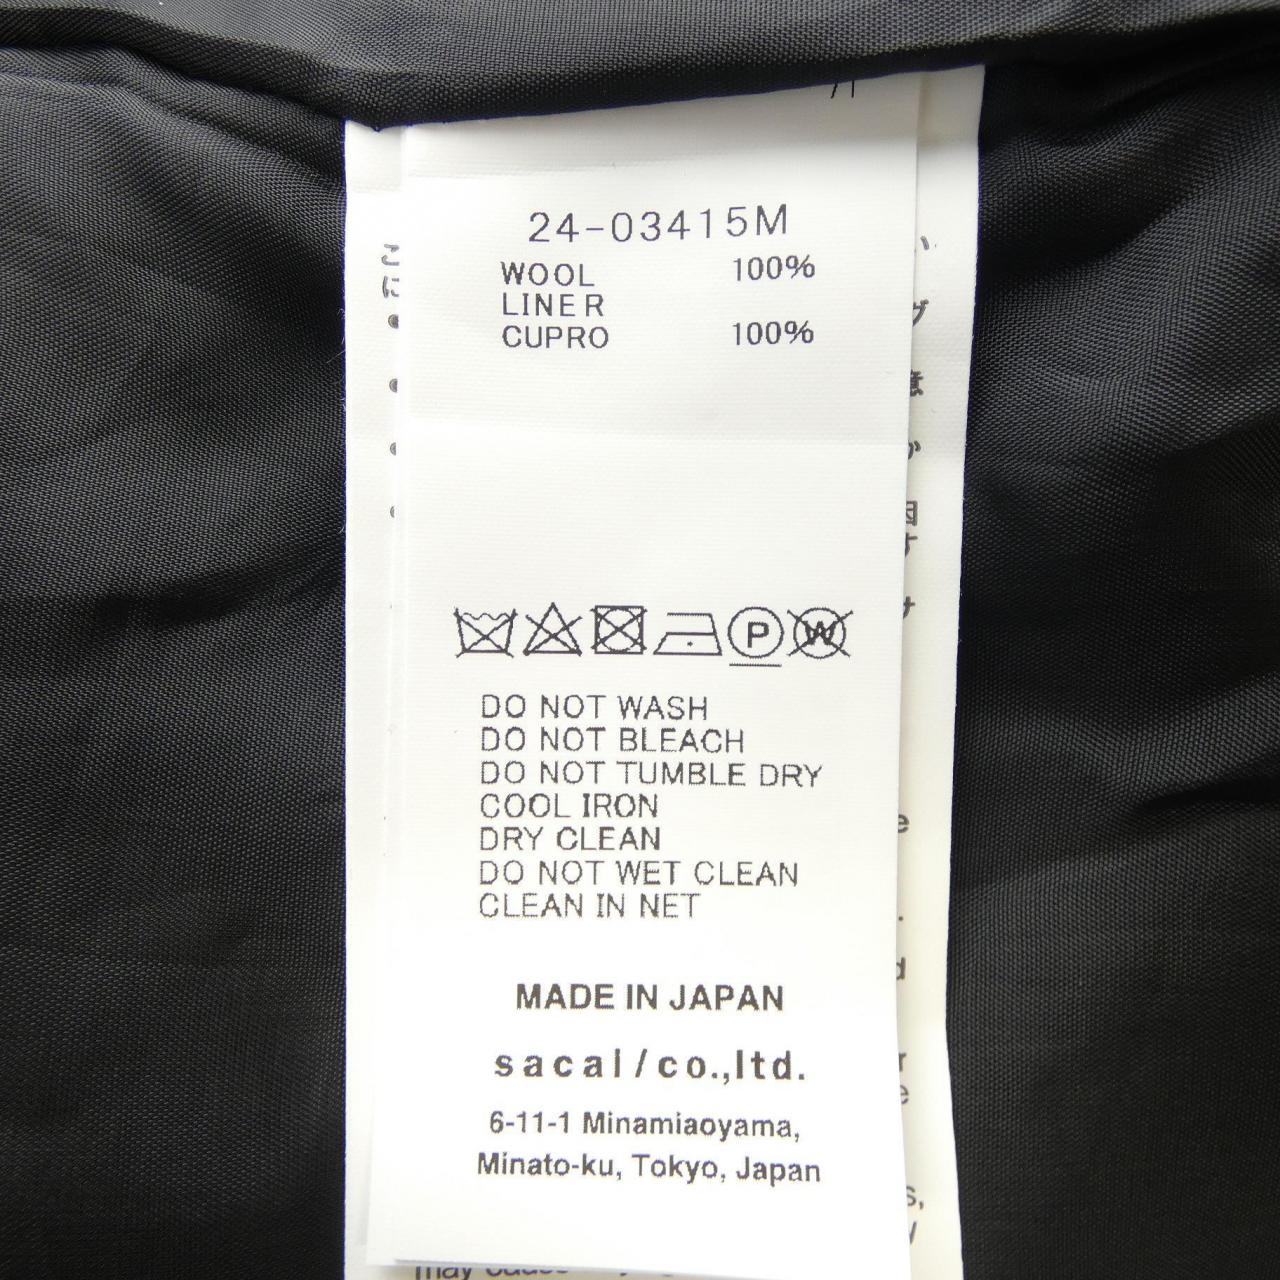 24-03415M
WOOL 100%
LINER
CUPRO 100%
P W
DO NOT WASH
DO NOT BLEACH
DO NOT TUMBLE DRY
COOL IRON
DRY CLEAN
DO NOT WET CLEAN
CLEAN IN NET
MADE IN JAPAN
sacai/co.,ltd.
6-11-1 Minamiaoyama,
Minato-ku, Tokyo, Japan
may